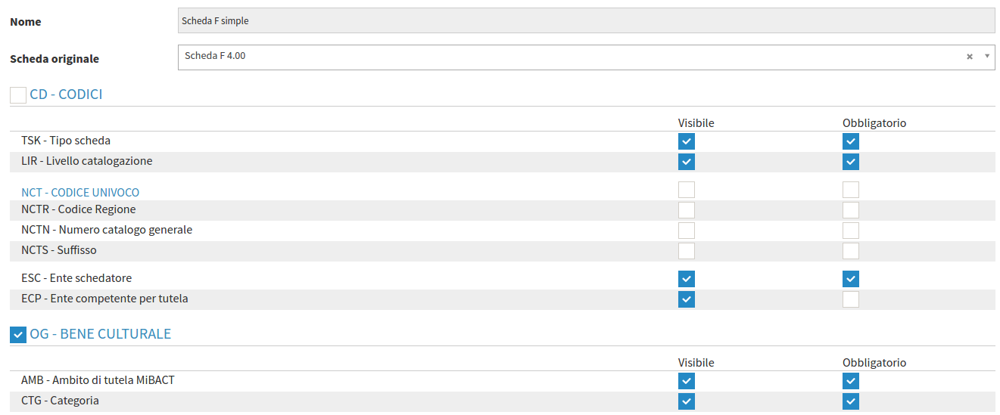 Nome Scheda F simple
Scheda originale Scheda F 4.00
CD - CODICI
Visibile Obbligatorio
TSK - Tipo scheda
LIR - Livello catalogazione
NCT - CODICE UNIVOCO
NCTR - Codice Regione
NCTN - Numero catalogo generale
NCTS - Suffisso
ESC - Ente schedatore
ECP - Ente competente per tutela
OG - BENE CULTURALE
Visibile Obbligatorio
AMB - Ambito di tutela MiBACT
CTG - Categoria